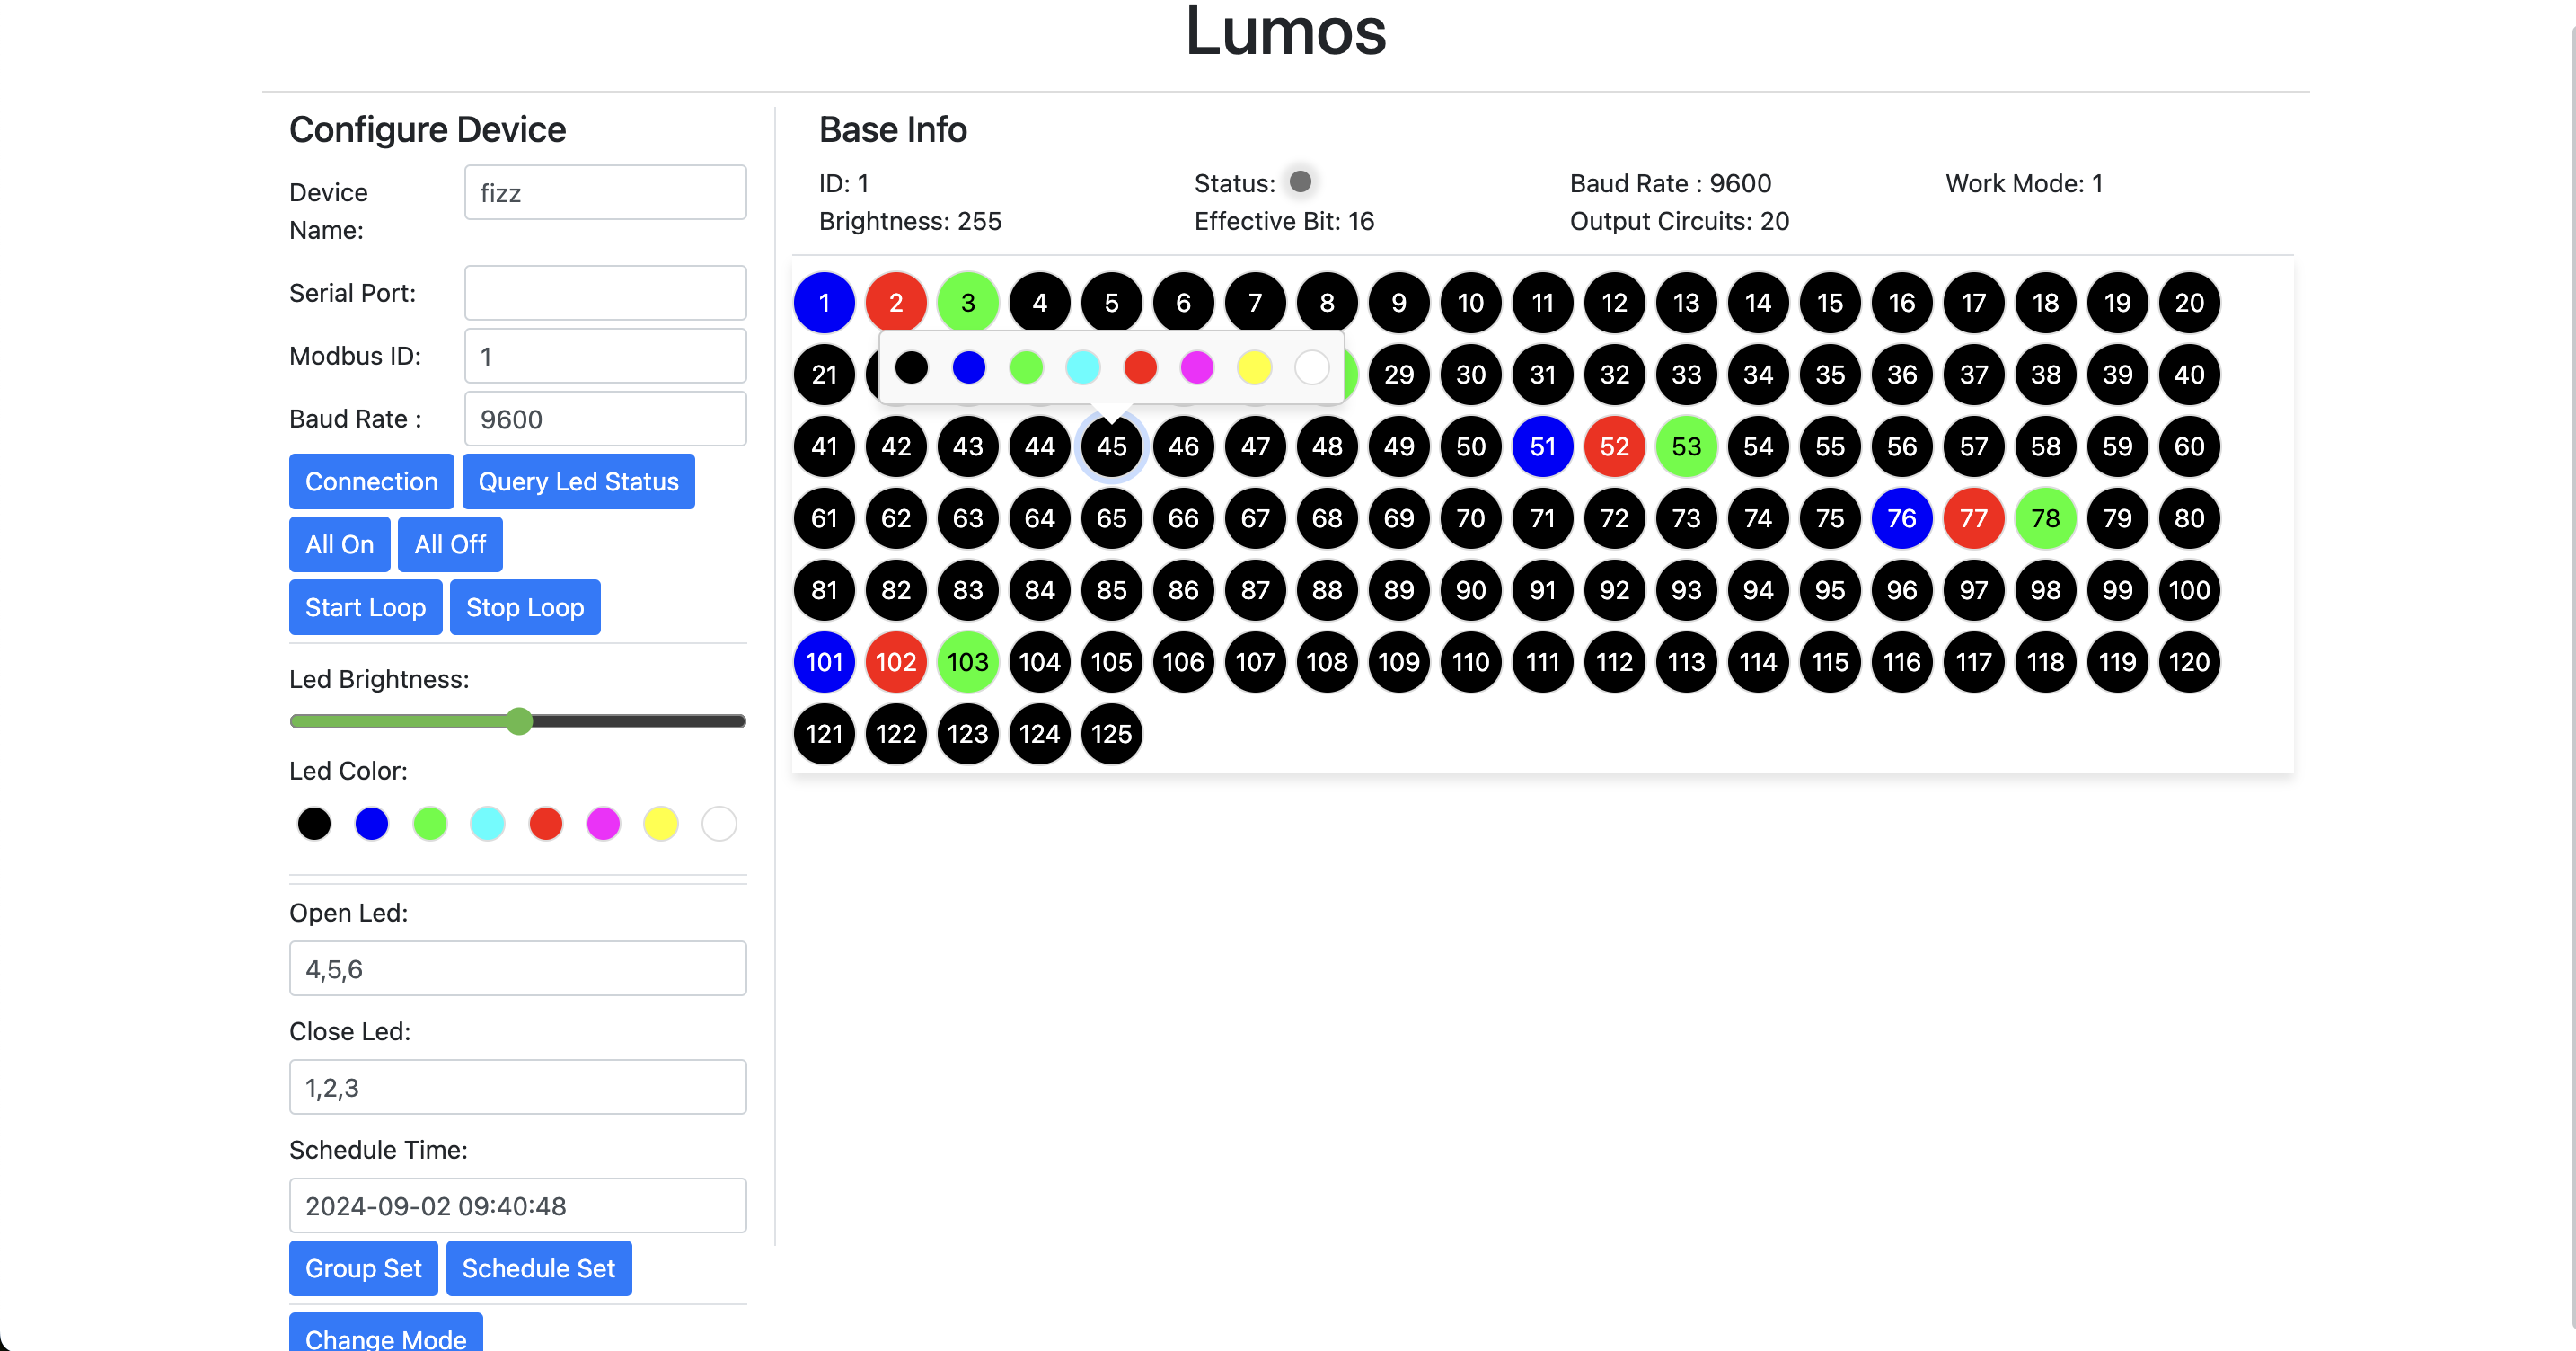 Lumos
Configure Device
Device Name:
fizz
Serial Port:
Modbus ID:
1
Baud Rate :
9600
Connection
Query Led Status
All On
All Off
Start Loop
Stop Loop
Led Brightness:
Led Color:
Open Led:
4,5,6
Close Led:
1,2,3
Schedule Time:
2024-09-02 09:40:48
Group Set
Schedule Set
Change Mode
Base Info
ID: 1
Status:
Baud Rate : 9600
Work Mode: 1
Brightness: 255
Effective Bit: 16
Output Circuits: 20
1 2 3 4 5 6 7 8 9 10 11 12 13 14 15 16 17 18 19 20
21 29 30 31 32 33 34 35 36 37 38 39 40
41 42 43 44 45 46 47 48 49 50 51 52 53 54 55 56 57 58 59 60
61 62 63 64 65 66 67 68 69 70 71 72 73 74 75 76 77 78 79 80
81 82 83 84 85 86 87 88 89 90 91 92 93 94 95 96 97 98 99 100
101 102 103 104 105 106 107 108 109 110 111 112 113 114 115 116 117 118 119 120
121 122 123 124 125